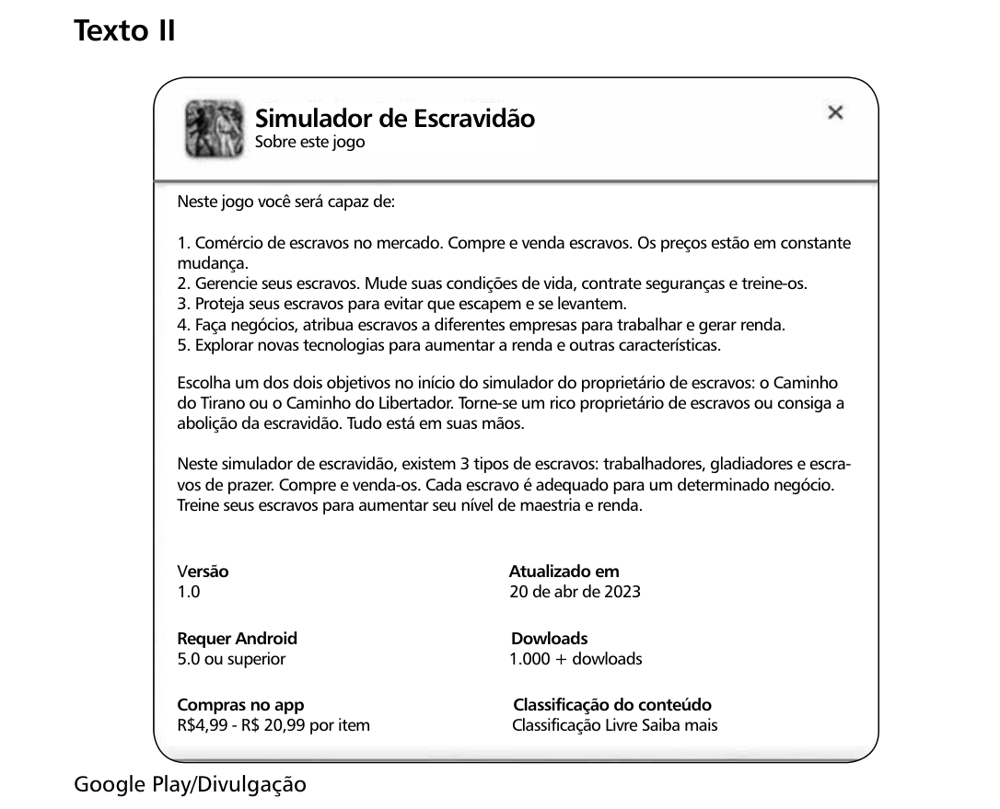 Texto II
Simulador de Escravidão
Sobre este jogo
Neste jogo você será capaz de:
1. Comércio de escravos no mercado. Compre e venda escravos. Os preços estão em constante
mudança.
2. Gerencie seus escravos. Mude suas condições de vida, contrate seguranças e treine-os.
3. Proteja seus escravos para evitar que escapem e se levantem.
4. Faça negócios, atribua escravos a diferentes empresas para trabalhar e gerar renda.
5. Explorar novas tecnologias para aumentar a renda e outras características.
Escolha um dos dois objetivos no início do simulador do proprietário de escravos: o Caminho
do Tirano ou o Caminho do Libertador. Torne-se um rico proprietário de escravos ou consiga a
abolição da escravidão. Tudo está em suas mãos.
Neste simulador de escravidão, existem 3 tipos de escravos: trabalhadores, gladiadores e escra-
vos de prazer. Compre e venda-os. Cada escravo é adequado para um determinado negócio.
Treine seus escravos para aumentar seu nível de maestria e renda.
Versão
1.0
Atualizado em
20 de abr de 2023
Requer Android
5.0 ou superior
Dowloads
1.000 + dowloads
Compras no app
R$4,99 - R$ 20,99 por item
Classificação do conteúdo
Classificação Livre Saiba mais
Google Play/Divulgação